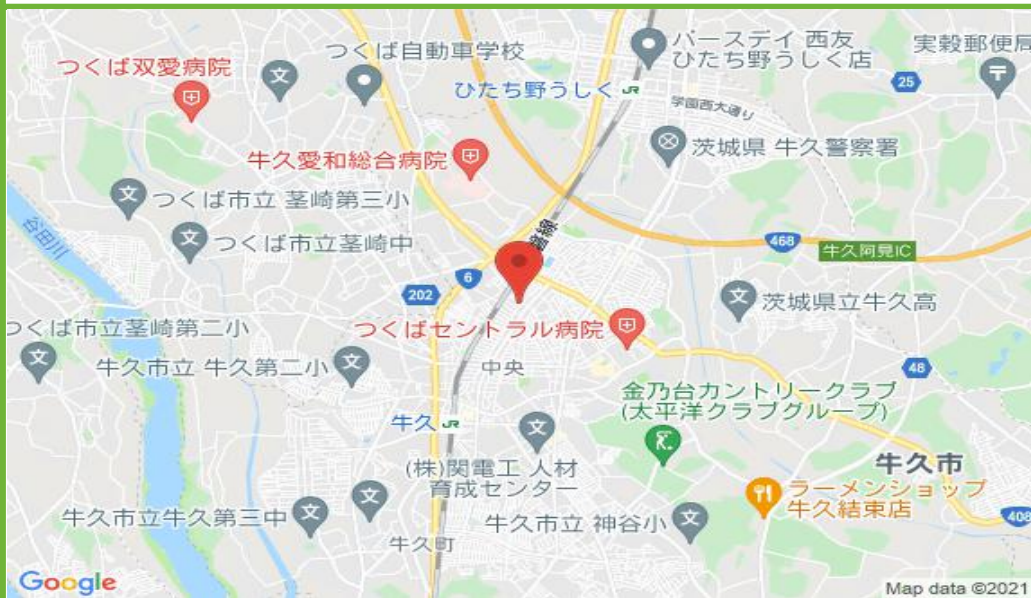 つくば自動車学校
バースデイ 西友
ひたち野うしく店
実穀郵便局
つくば双愛病院
ひたち野うしく JR
25
学園西大通り
牛久愛和総合病院
茨城県 牛久警察署
つくば市立 茎崎第三小
谷田川
つくば市立茎崎中
磐線
468
牛久阿見IC
6
202
茨城県立牛久高
つくば市立茎崎第二小
つくばセントラル病院
牛久市立 牛久第二小
中央
48
金乃台カントリークラブ
(太平洋クラブグループ)
牛久 JR
(株)関電工 人材
育成センター
牛久市
ラーメンショップ
牛久結束店
牛久市立牛久第三中
牛久市立 神谷小
408
牛久町
Google
Map data ©2021